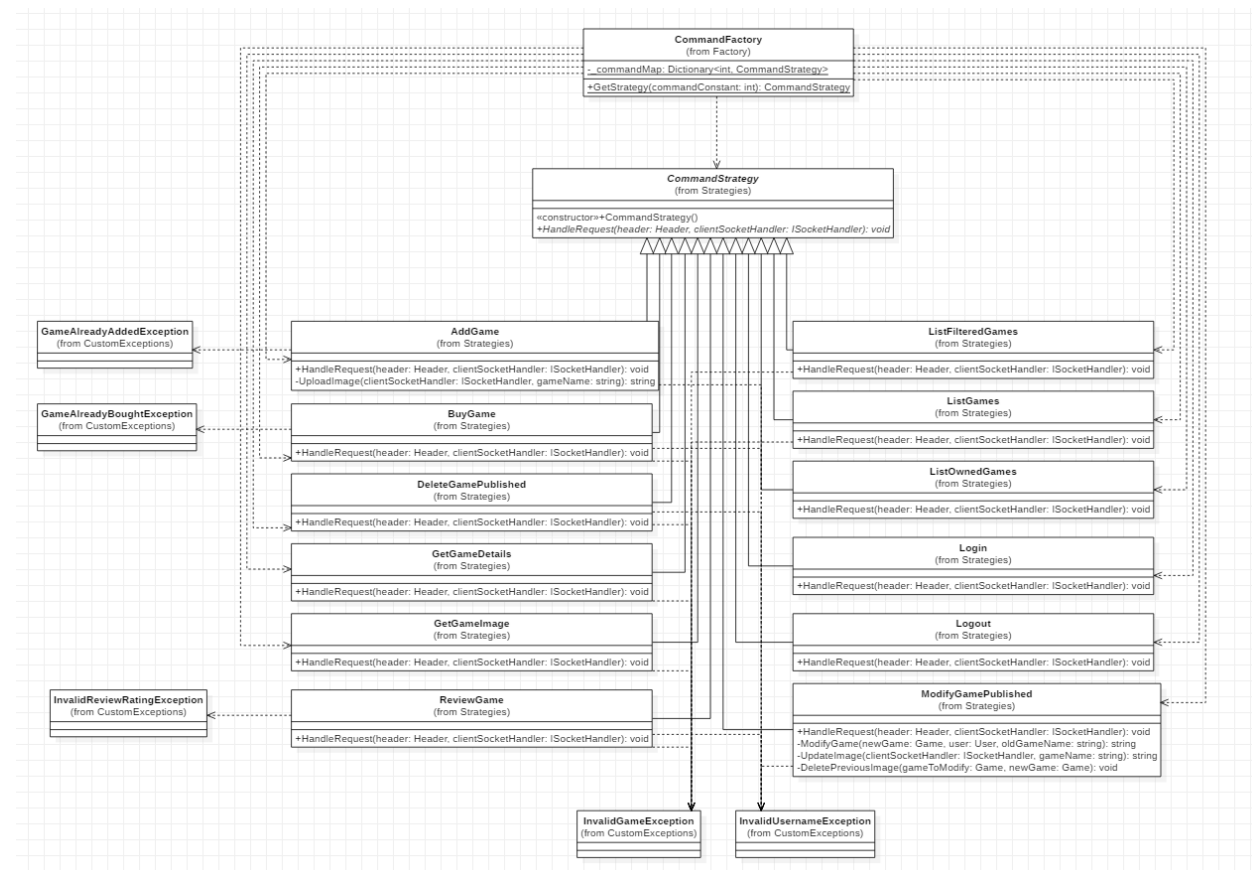 CommandFactory
(from Factory)
-_commandMap: Dictionary<int, CommandStrategy>
+GetStrategy(commandConstant: int): CommandStrategy
CommandStrategy
(from Strategies)
«constructor»+CommandStrategy()
+HandleRequest(header: Header, clientSocketHandler: ISocketHandler): void
GameAlreadyAddedException
(from CustomExceptions)
AddGame
(from Strategies)
+HandleRequest(header: Header, clientSocketHandler: ISocketHandler): void
-UploadImage(clientSocketHandler: ISocketHandler, gameName: string): string
ListFilteredGames
(from Strategies)
+HandleRequest(header: Header, clientSocketHandler: ISocketHandler): void
GameAlreadyBoughtException
(from CustomExceptions)
BuyGame
(from Strategies)
+HandleRequest(header: Header, clientSocketHandler: ISocketHandler): void
ListGames
(from Strategies)
+HandleRequest(header: Header, clientSocketHandler: ISocketHandler): void
DeleteGamePublished
(from Strategies)
+HandleRequest(header: Header, clientSocketHandler: ISocketHandler): void
ListOwnedGames
(from Strategies)
+HandleRequest(header: Header, clientSocketHandler: ISocketHandler): void
GetGameDetails
(from Strategies)
+HandleRequest(header: Header, clientSocketHandler: ISocketHandler): void
Login
(from Strategies)
+HandleRequest(header: Header, clientSocketHandler: ISocketHandler): void
GetGameImage
(from Strategies)
+HandleRequest(header: Header, clientSocketHandler: ISocketHandler): void
Logout
(from Strategies)
+HandleRequest(header: Header, clientSocketHandler: ISocketHandler): void
InvalidReviewRatingException
(from CustomExceptions)
ReviewGame
(from Strategies)
+HandleRequest(header: Header, clientSocketHandler: ISocketHandler): void
ModifyGamePublished
(from Strategies)
+HandleRequest(header: Header, clientSocketHandler: ISocketHandler): void
-ModifyGame(newGame: Game, user: User, oldGameName: string): string
-UpdateImage(clientSocketHandler: ISocketHandler, gameName: string): string
-DeletePreviousImage(gameToModify: Game, newGame: Game): void
InvalidGameException
(from CustomExceptions)
InvalidUsernameException
(from CustomExceptions)